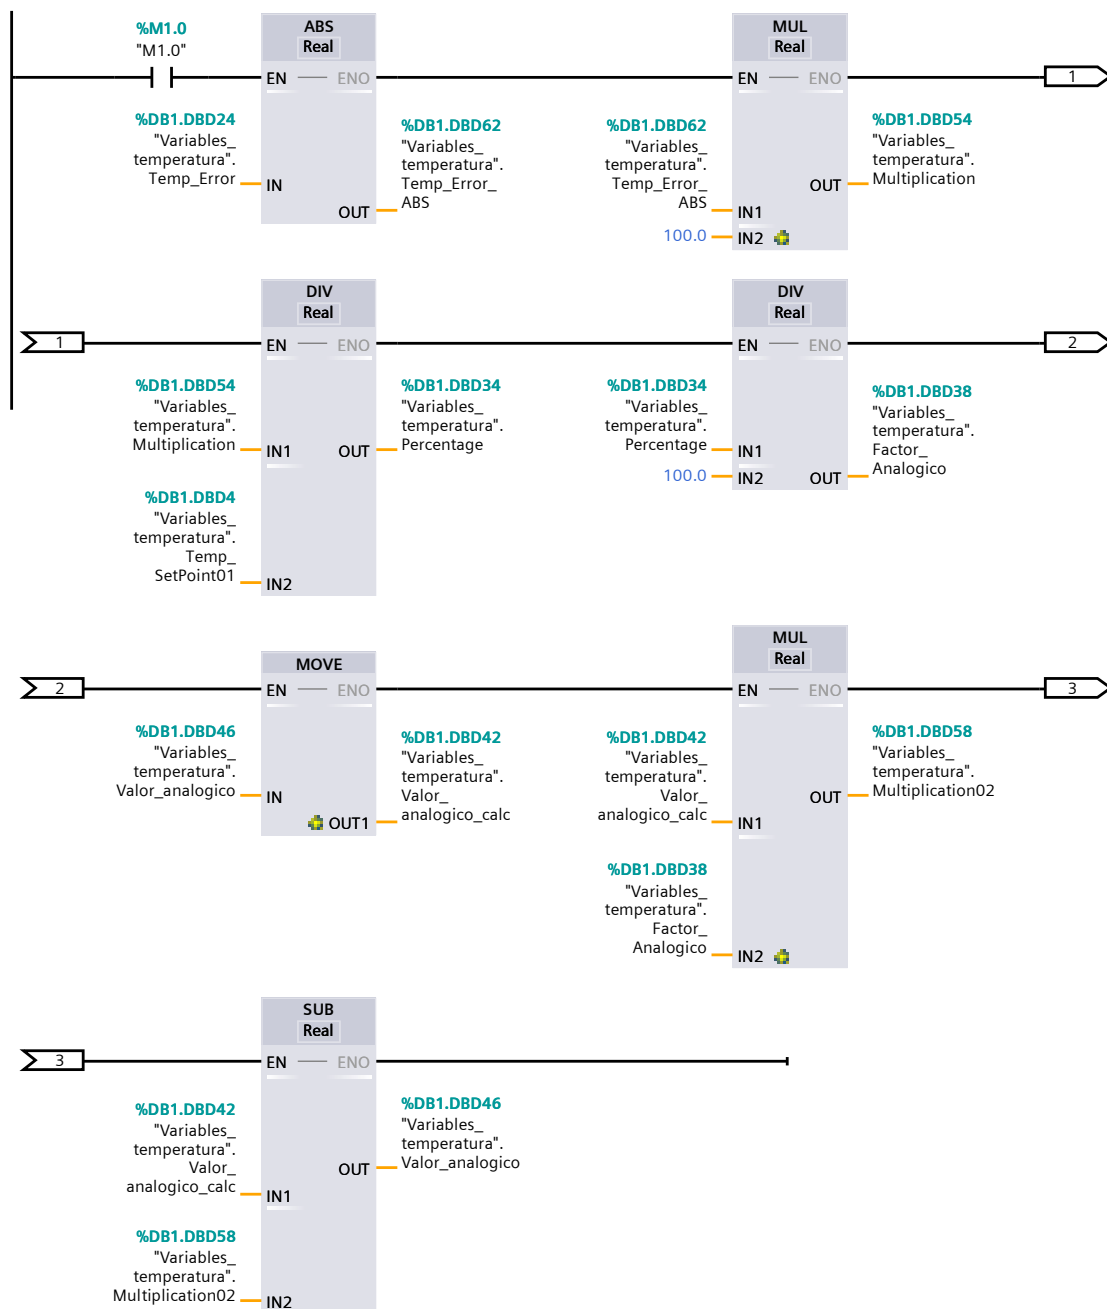 %M1.0
"M1.0"
ABS
Real
EN
ENO
%DB1.DBD24
"Variables_
temperatura".
Temp_Error
IN
OUT
%DB1.DBD62
"Variables_
temperatura".
Temp_Error_
ABS
MUL
Real
EN
ENO
%DB1.DBD62
"Variables_
temperatura".
Temp_Error_
ABS
IN1
100.0
IN2
OUT
%DB1.DBD54
"Variables_
temperatura".
Multiplication
1
1
DIV
Real
EN
ENO
%DB1.DBD54
"Variables_
temperatura".
Multiplication
IN1
%DB1.DBD4
"Variables_
temperatura".
Temp_
SetPoint01
IN2
OUT
%DB1.DBD34
"Variables_
temperatura".
Percentage
DIV
Real
EN
ENO
%DB1.DBD34
"Variables_
temperatura".
Percentage
IN1
100.0
IN2
OUT
%DB1.DBD38
"Variables_
temperatura".
Factor_
Analogico
2
2
MOVE
EN
ENO
%DB1.DBD46
"Variables_
temperatura".
Valor_analogico
IN
OUT1
%DB1.DBD42
"Variables_
temperatura".
Valor_
analogico_calc
MUL
Real
EN
ENO
%DB1.DBD42
"Variables_
temperatura".
Valor_
analogico_calc
IN1
%DB1.DBD38
"Variables_
temperatura".
Factor_
Analogico
IN2
OUT
%DB1.DBD58
"Variables_
temperatura".
Multiplication02
3
3
SUB
Real
EN
ENO
%DB1.DBD42
"Variables_
temperatura".
Valor_
analogico_calc
IN1
%DB1.DBD58
"Variables_
temperatura".
Multiplication02
IN2
OUT
%DB1.DBD46
"Variables_
temperatura".
Valor_analogico